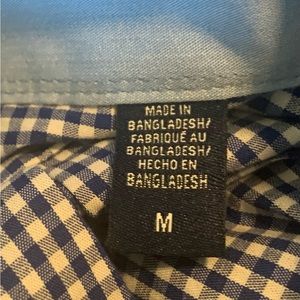 MADE IN
BANGLADESH/
FABRIQUÉ AU
BANGLADESH/
HECHO EN
BANGLADESH
M